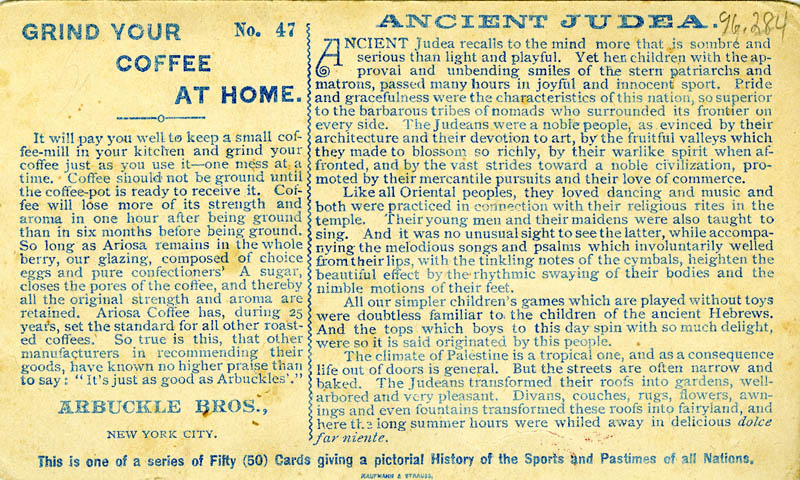 GRIND YOUR No. 47
COFFEE
AT HOME.
It will pay you well to keep a small cof-
fee-mill in your kitchen and grind your
coffee just as you use it—one mess at a
time. Coffee should not be ground until
the coffee-pot is ready to receive it. Cof-
fee will lose more of its strength and
aroma in one hour after being ground
than in six months before being ground.
So long as Ariosa remains in the whole
berry, our glazing, composed of choice
eggs and pure confectioners' A sugar,
closes the pores of the coffee, and thereby
all the original strength and aroma are
retained. Ariosa Coffee has, during 25
years, set the standard for all other roast-
ed coffees. So true is this, that other
manufacturers in recommending their
goods, have known no higher praise than
to say: "It's just as good as Arbuckles'."
ARBUCKLE BROS.,
NEW YORK CITY.
ANCIENT JUDEA.
96.284
ANCIENT Judea recalls to the mind more that is sombre and
serious than light and playful. Yet her children with the ap-
proval and unbending smiles of the stern patriarchs and
matrons, passed many hours in joyful and innocent sport. Pride
and gracefulness were the characteristics of this nation, so superior
to the barbarous tribes of nomads who surrounded its frontier on
every side. The Judeans were a noble people, as evinced by their
architecture and their devotion to art, by the fruitful valleys which
they made to blossom so richly, by their warlike spirit when af-
fronted, and by the vast strides toward a noble civilization, pro-
moted by their mercantile pursuits and their love of commerce.
Like all Oriental peoples, they loved dancing and music and
both were practiced in connection with their religious rites in the
temple. Their young men and their maidens were also taught to
sing. And it was no unusual sight to see the latter, while accompa-
nying the melodious songs and psalms which involuntarily welled
from their lips, with the tinkling notes of the cymbals, heighten the
beautiful effect by the rhythmic swaying of their bodies and the
nimble motions of their feet.
All our simpler children's games which are played without toys
were doubtless familiar to the children of the ancient Hebrews.
And the tops which boys to this day spin with so much delight,
were so it is said originated by this people.
The climate of Palestine is a tropical one, and as a consequence
life out of doors is general. But the streets are often narrow and
baked. The Judeans transformed their roofs into gardens, well-
arbored and very pleasant. Divans, couches, rugs, flowers, awn-
ings and even fountains transformed these roofs into fairyland, and
here the long summer hours were whiled away in delicious dolce
far niente.
This is one of a series of Fifty (50) Cards giving a pictorial History of the Sports and Pastimes of all Nations.
KAUFMANN & STRAUSS.